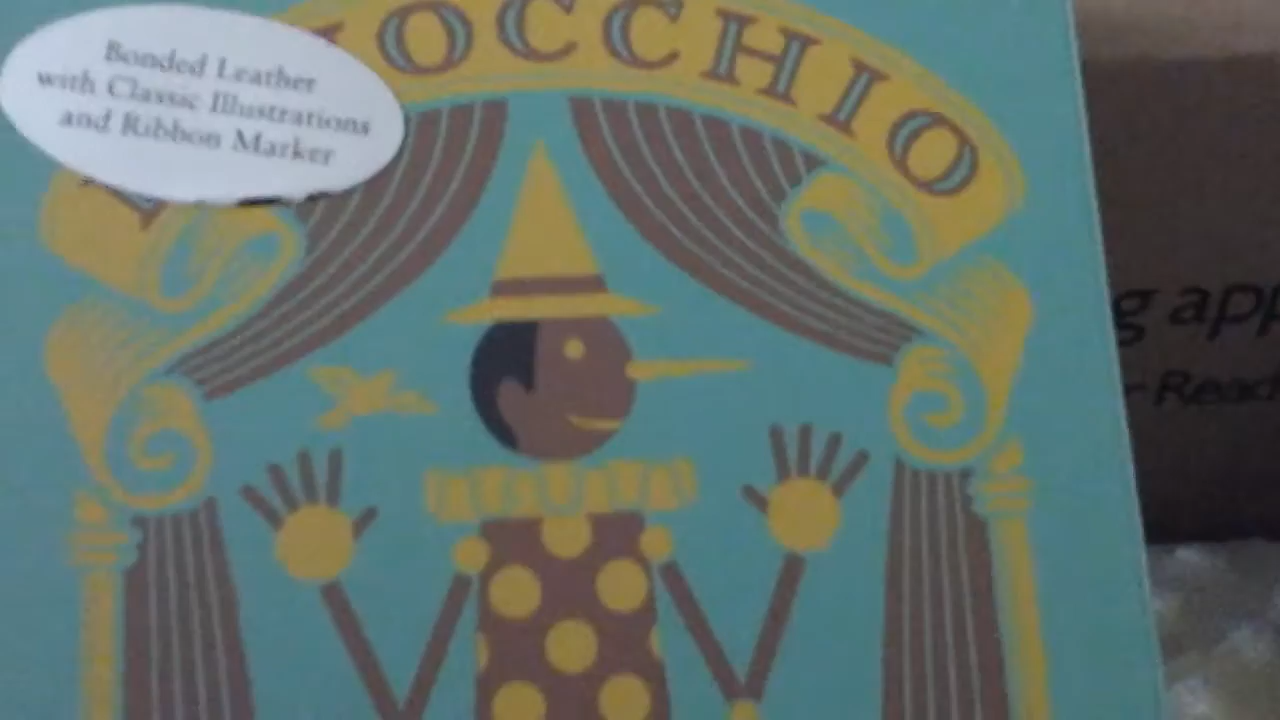 Bonded Leather
with Classic Illustrations
and Ribbon Marker
OCCHIO
g app
Read